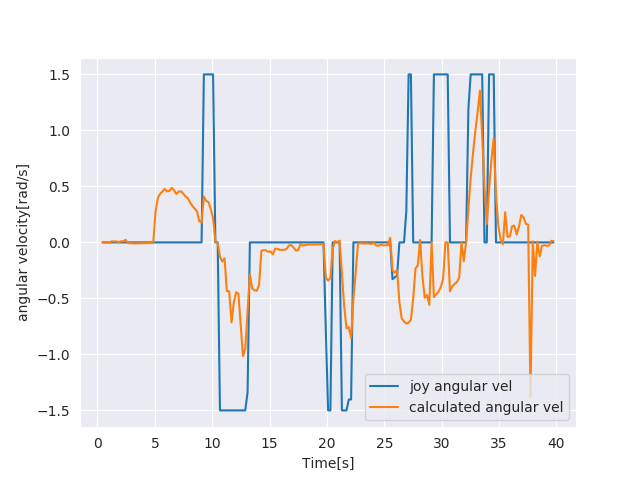 1.5
1.0
0.5
0.0
−0.5
−1.0
−1.5
angular velocity[rad/s]
joy angular vel
calculated angular vel
0 5 10 15 20 25 30 35 40
Time[s]